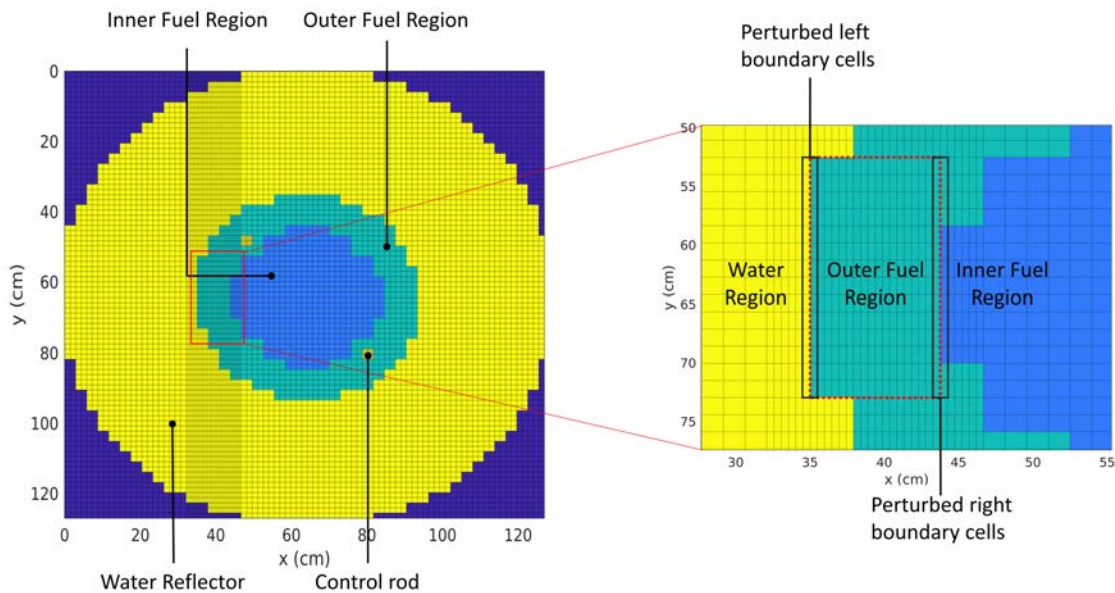 Inner Fuel Region
Outer Fuel Region
0
20
40
60
80
100
120
y (cm)
0 20 40 60 80 100 120
x (cm)
Water Reflector
Control rod
Perturbed left
boundary cells
50
55
60
65
70
75
y (cm)
Water
Region
Outer Fuel
Region
Inner Fuel
Region
30 35 40 45 50 55
x (cm)
Perturbed right
boundary cells